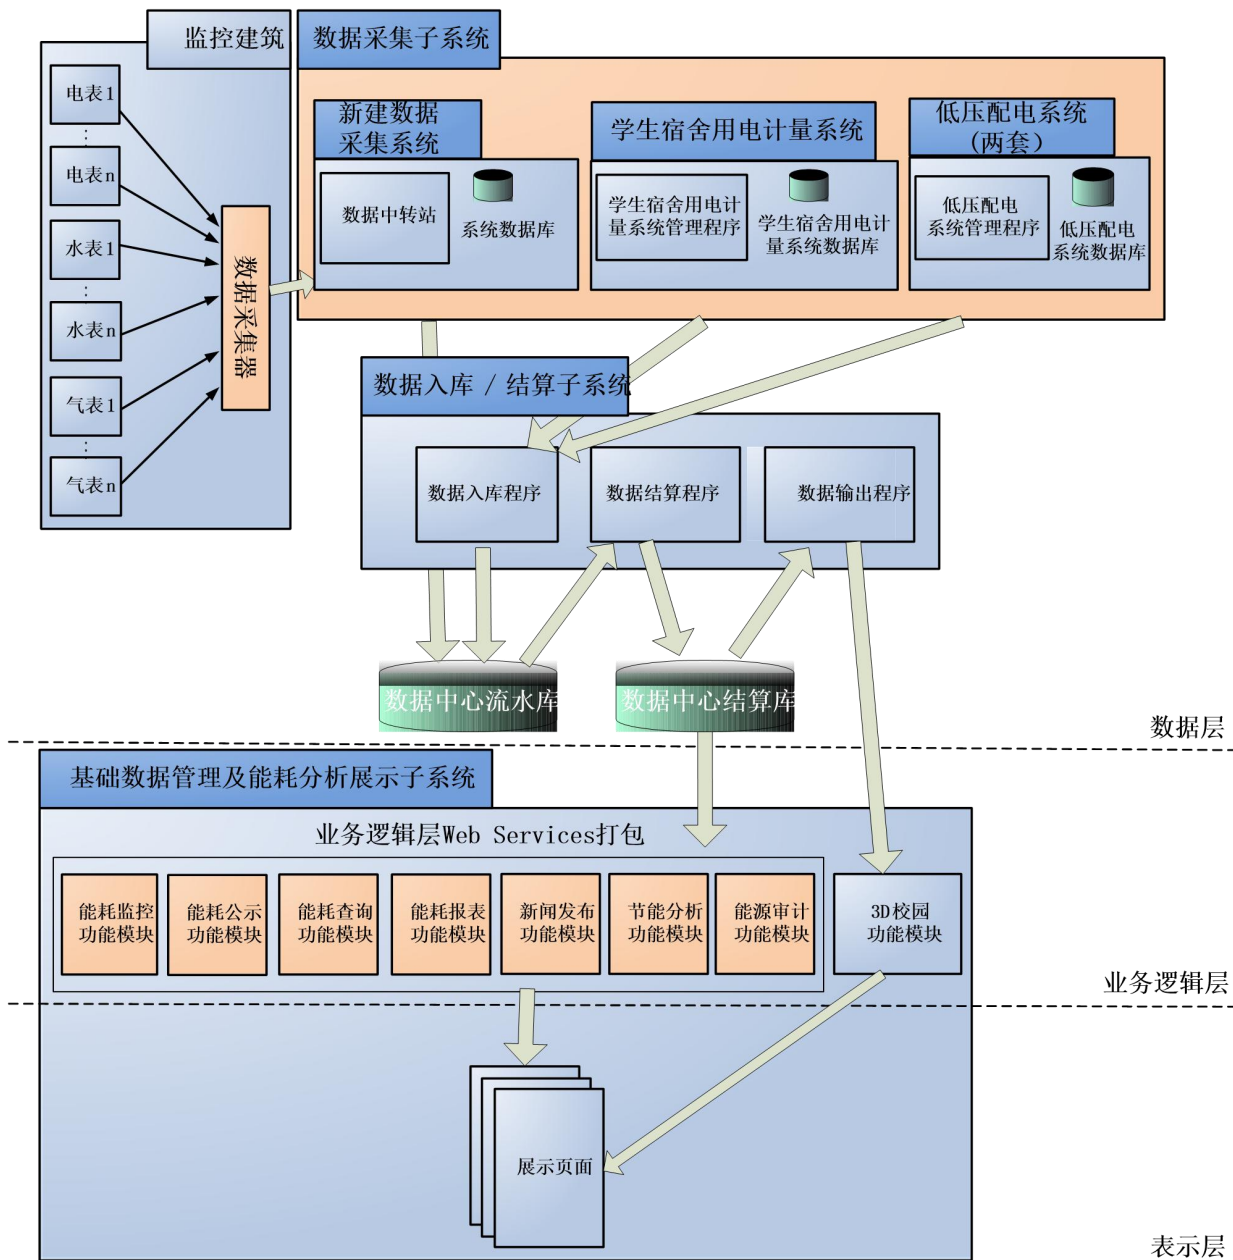 监控建筑
数据采集子系统
电表1
电表n
水表1
水表n
气表1
气表n
数据采集器
新建数据
采集系统
数据中转站
系统数据库
学生宿舍用电计量系统
学生宿舍用电计
量系统管理程序
学生宿舍用电计
量系统数据库
低压配电系统
(两套)
低压配电
系统管理程序
低压配电
系统数据库
数据入库 / 结算子系统
数据入库程序
数据结算程序
数据输出程序
数据中心流水库
数据中心结算库
数据层
基础数据管理及能耗分析展示子系统
业务逻辑层Web Services打包
能耗监控
功能模块
能耗公示
功能模块
能耗查询
功能模块
能耗报表
功能模块
新闻发布
功能模块
节能分析
功能模块
能源审计
功能模块
3D校园
功能模块
业务逻辑层
展示页面
表示层